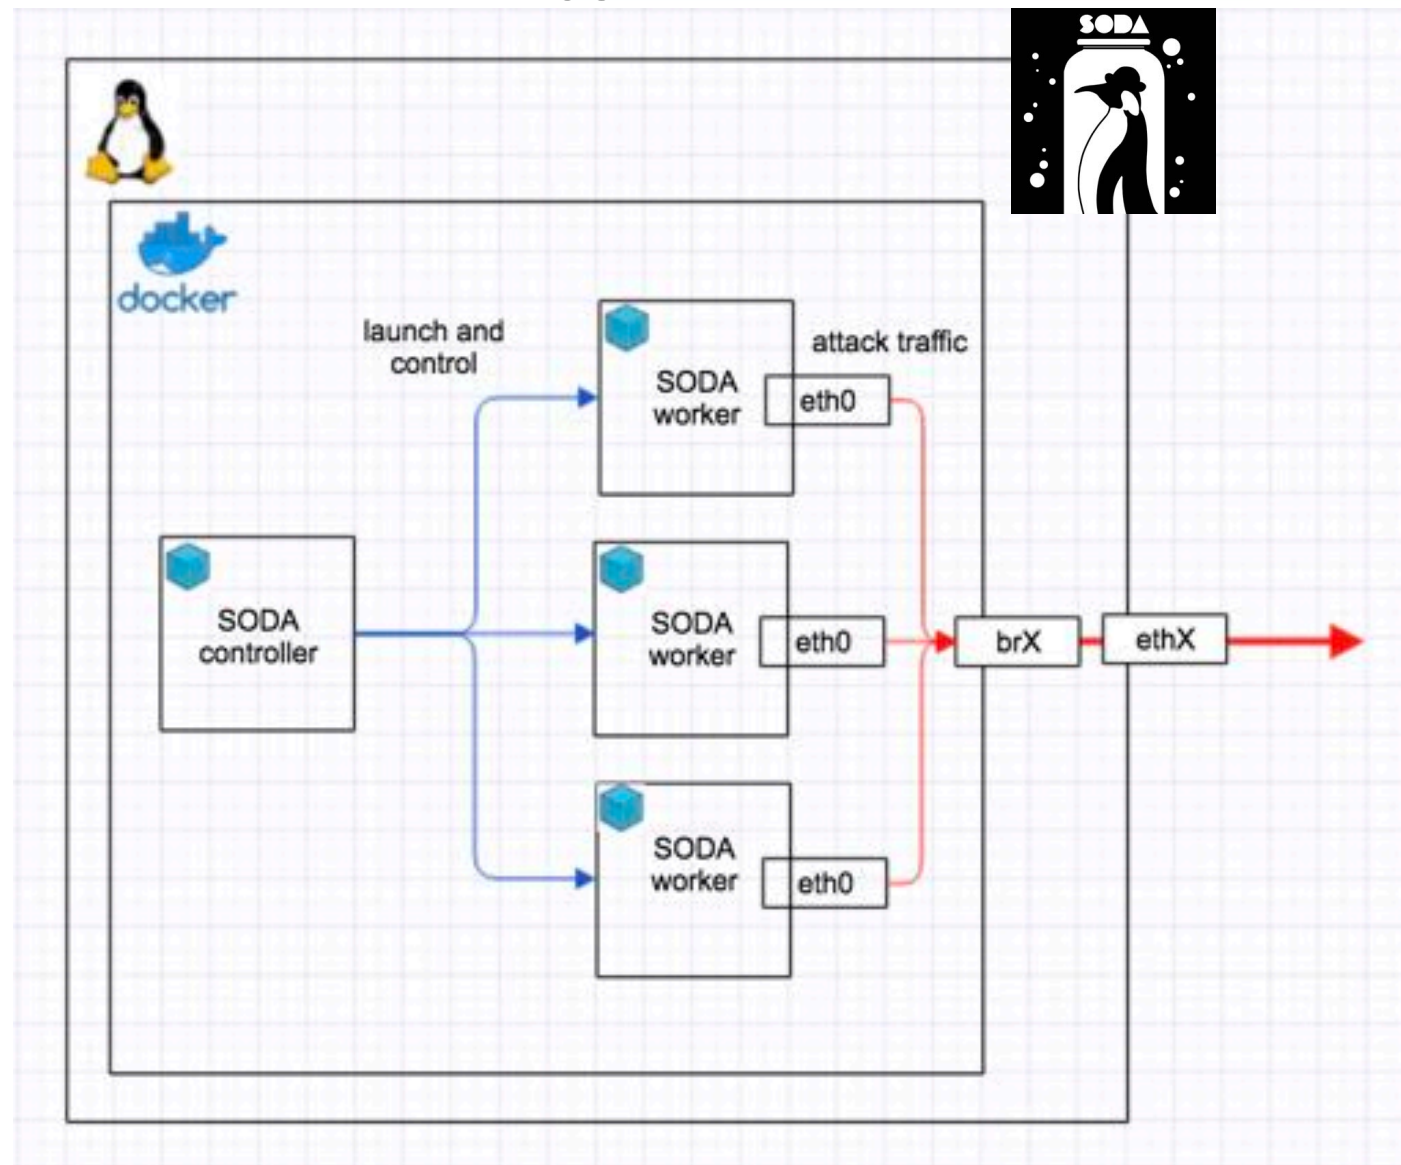 SODA
docker
launch and
control
attack traffic
SODA
worker
eth0
SODA
controller
SODA
worker
eth0
brX
ethX
SODA
worker
eth0